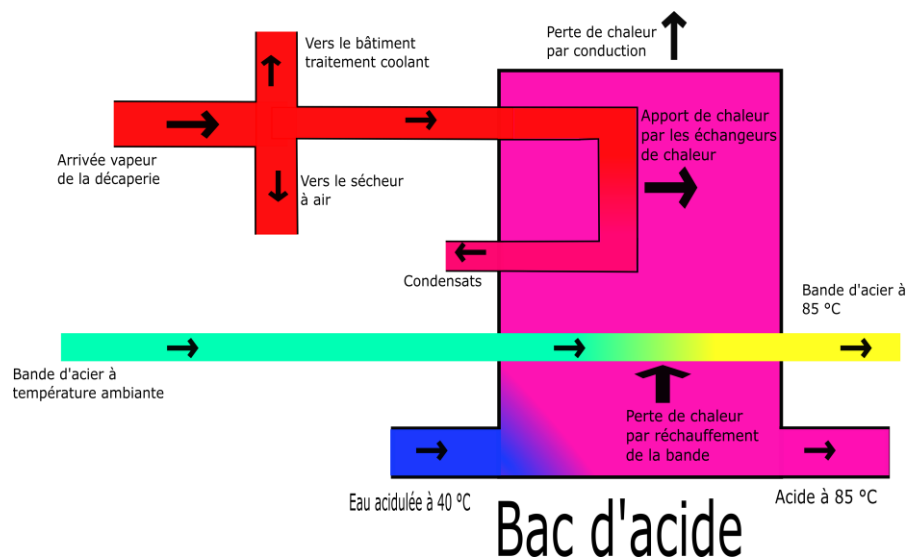 Vers le bâtiment
traitement coolant
Perte de chaleur
par conduction
Arrivée vapeur
de la décaperie
Apport de chaleur
par les échangeurs
de chaleur
Vers le sécheur
à air
Condensats
Bande d'acier à
85 °C
Bande d'acier à
température ambiante
Perte de chaleur
par réchauffement
de la bande
Eau acidulée à 40 °C
Acide à 85 °C
Bac d'acide